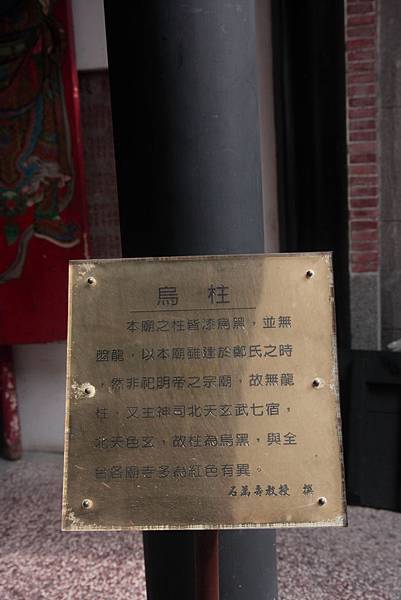 烏柱
本廟之柱皆漆烏黑，並無
盤龍，以本廟雖建於鄭氏之時
，然非祀明帝之宗廟，故無龍
柱，又主神司北天玄武七宿，
北天色玄，故柱為烏黑，與全
台各廟寺多為紅色有異。
石萬壽教授 撰